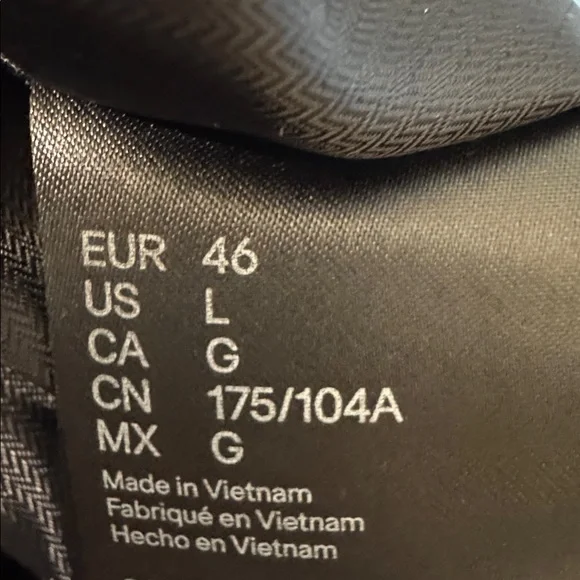 EUR 46
US L
CA G
CN 175/104A
MX G
Made in Vietnam
Fabriqué en Vietnam
Hecho en Vietnam